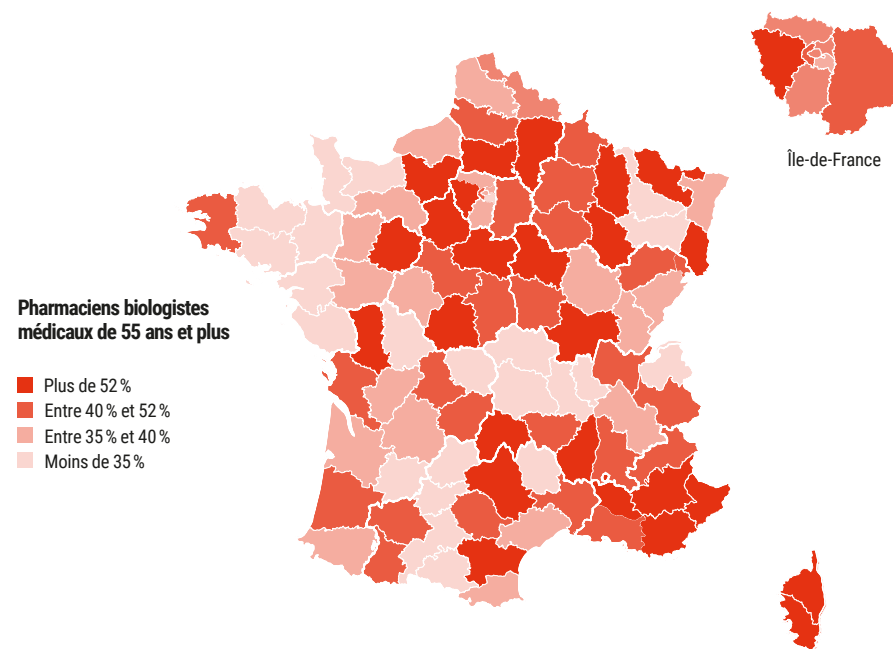 Île-de-France
Pharmaciens biologistes
médicaux de 55 ans et plus
Plus de 52 %
Entre 40 % et 52 %
Entre 35 % et 40 %
Moins de 35 %